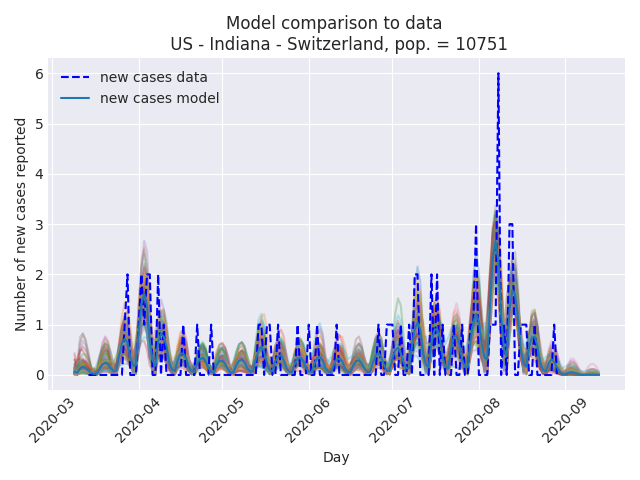 Model comparison to data
US - Indiana - Switzerland, pop. = 10751
new cases data
new cases model
Number of new cases reported
6
5
4
3
2
1
0
2020-03
2020-04
2020-05
2020-06
2020-07
2020-08
2020-09
Day